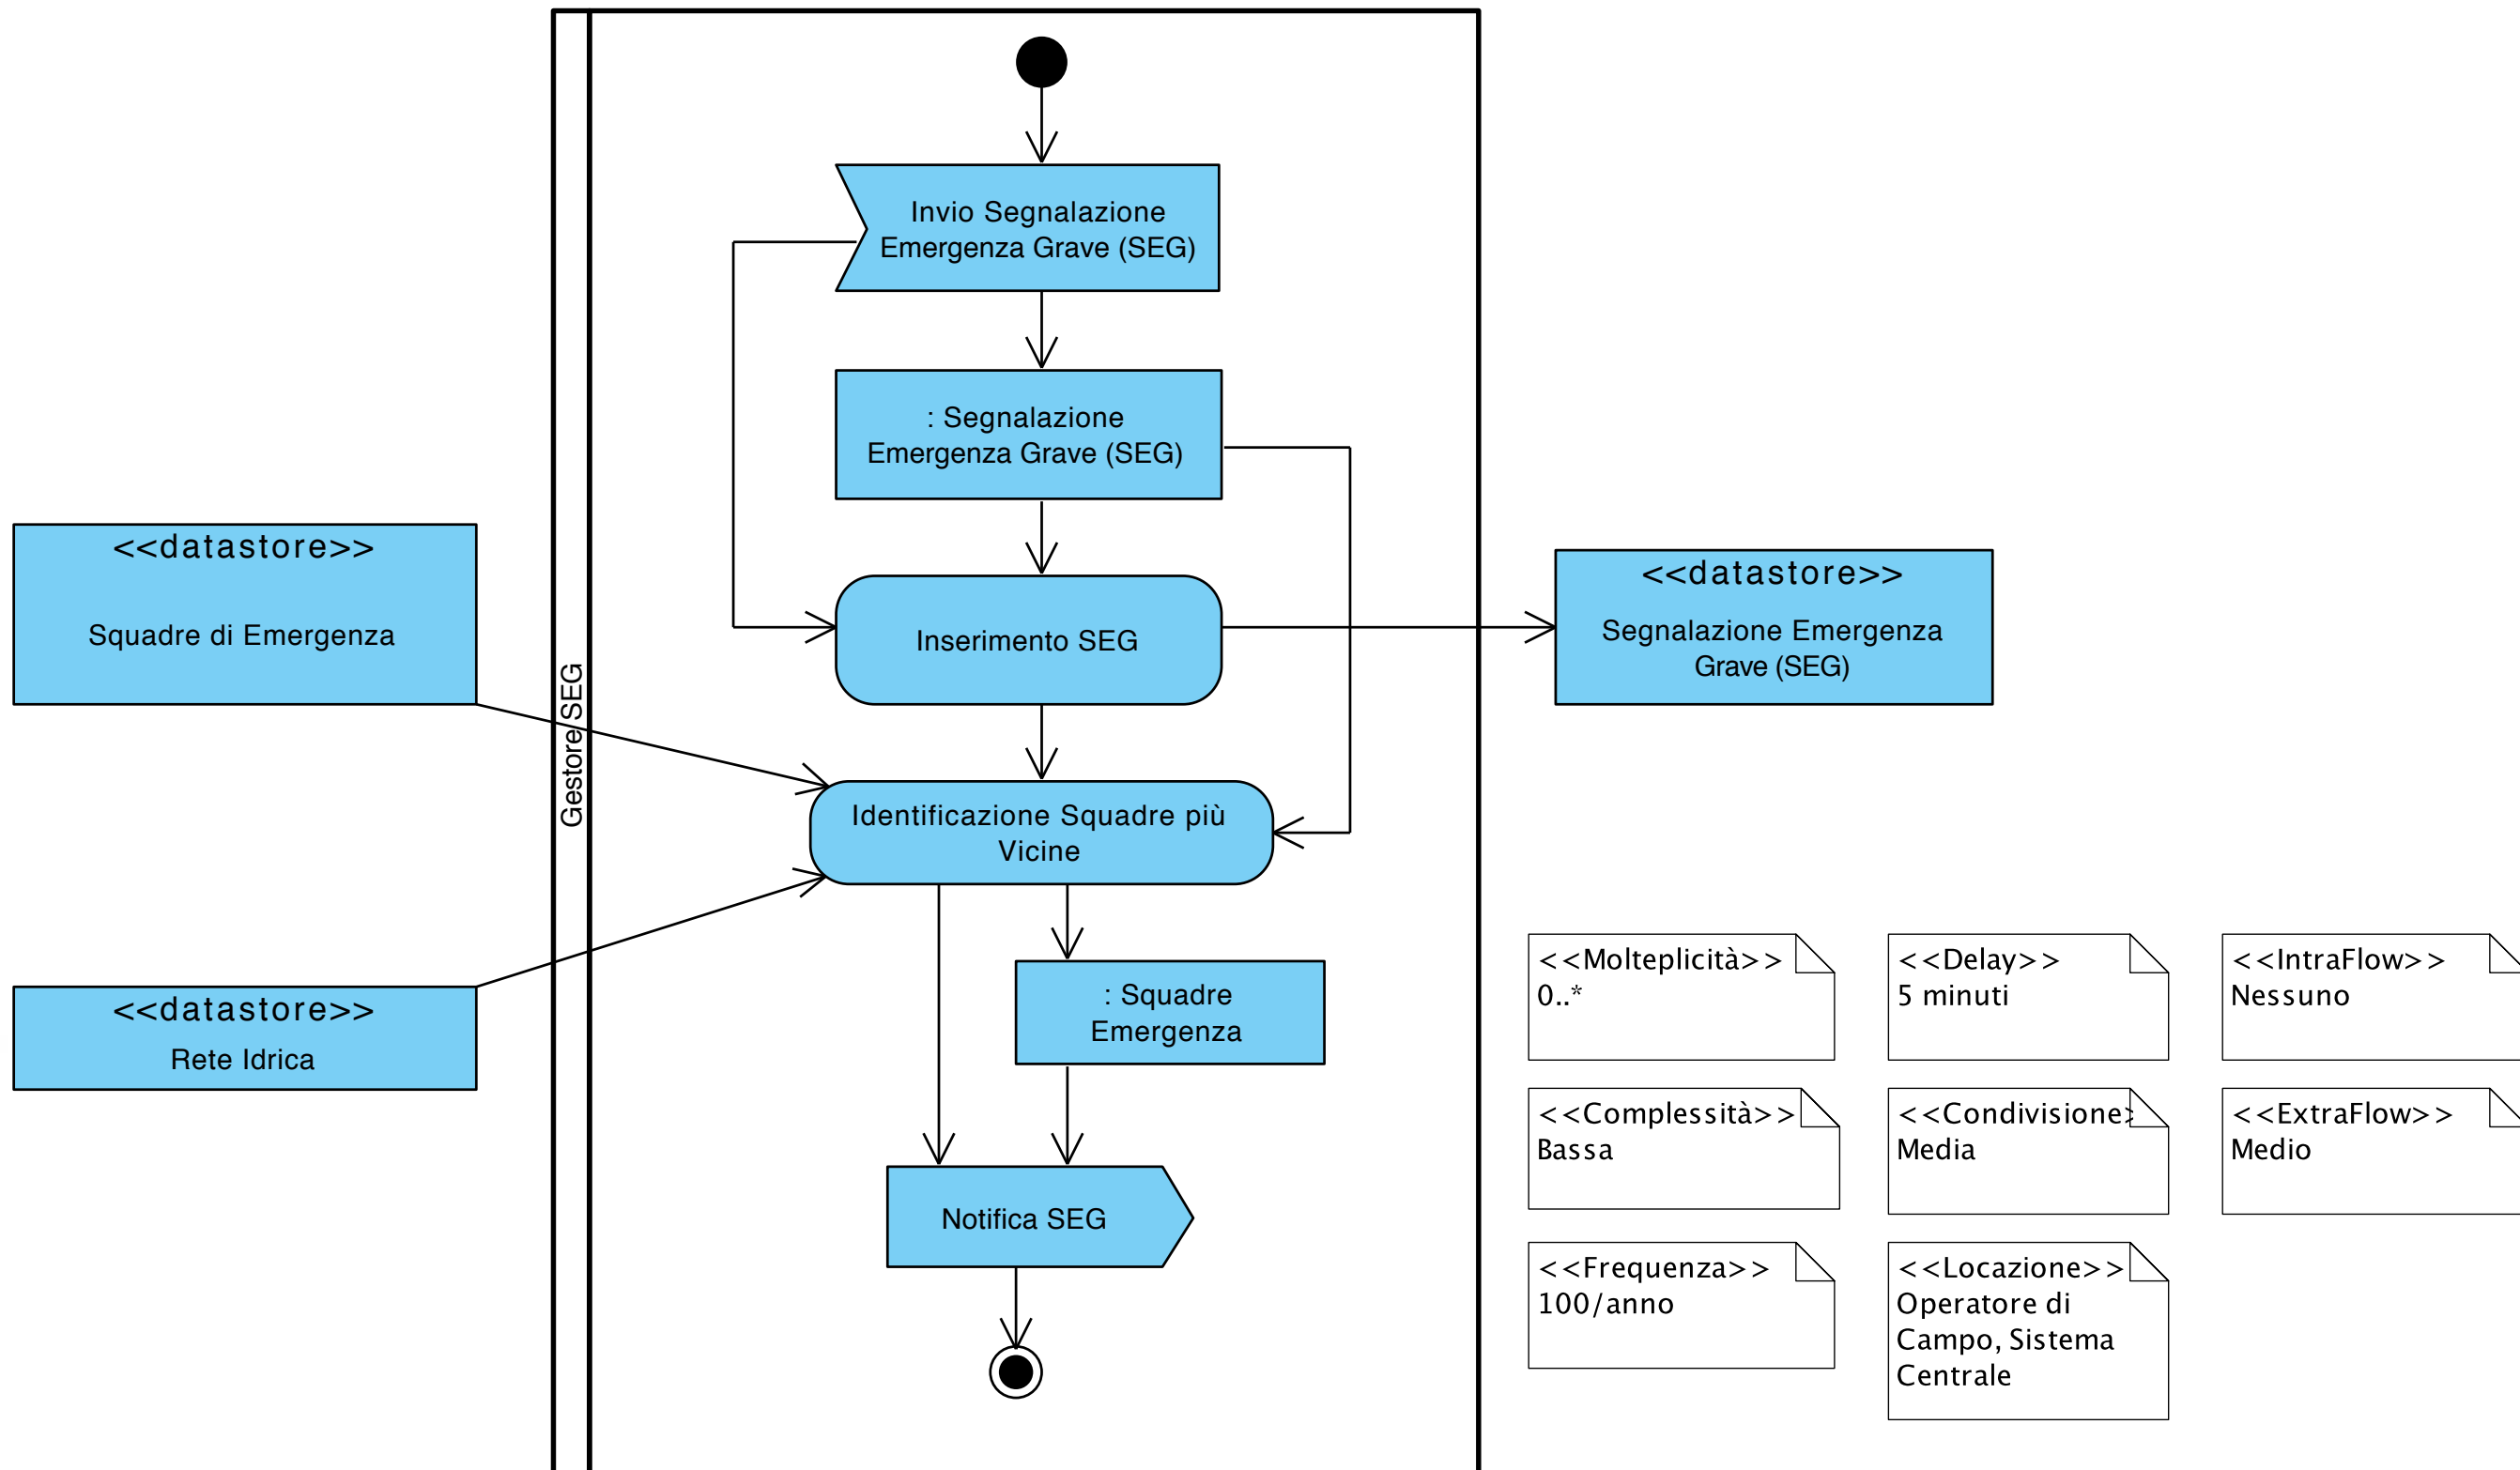 Invio Segnalazione
Emergenza Grave (SEG)
: Segnalazione
Emergenza Grave (SEG)
<<datastore>>
Squadre di Emergenza
Inserimento SEG
<<datastore>>
Segnalazione Emergenza
Grave (SEG)
Gestore SEG
Identificazione Squadre più
Vicine
<<datastore>>
Rete Idrica
: Squadre
Emergenza
Notifica SEG
<<Molteplicità>>
0..*
<<Delay>>
5 minuti
<<IntraFlow>>
Nessuno
<<Complessità>>
Bassa
<<Condivisione>
Media
<<ExtraFlow>>
Medio
<<Frequenza>>
100/anno
<<Locazione>>
Operatore di
Campo, Sistema
Centrale